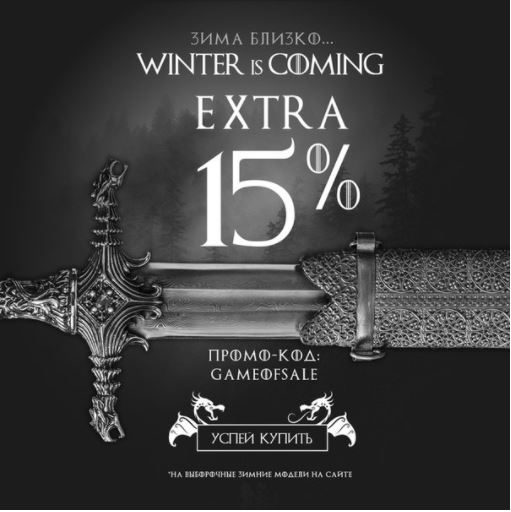 ЗИМА БЛИЗКО...
WINTER IS COMING
EXTRA
15%
ПРОМО-КОД:
GAMEOFSALE
УСПЕЙ КУПИТЬ
*НА ВЫБОРОЧНЫЕ ЗИМНИЕ МОДЕЛИ НА САЙТЕ